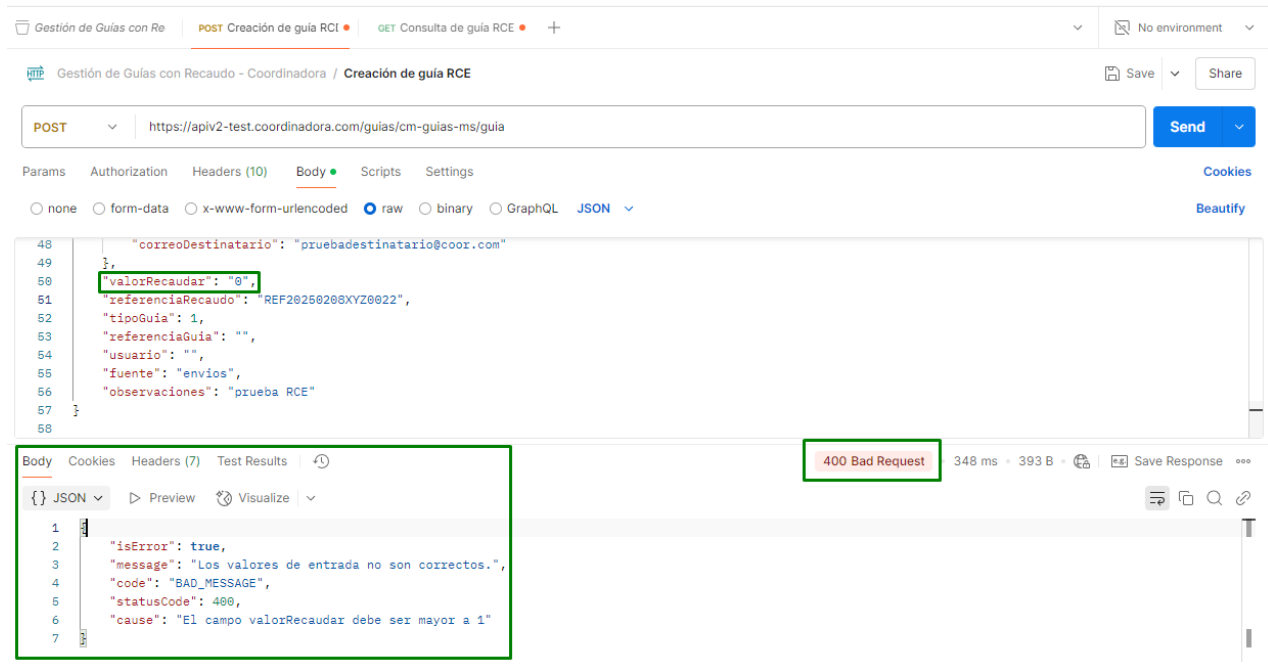 Gestión de Guías con Re POST Creación de guía RCI GET Consulta de guía RCE + No environment
HTTP Gestión de Guías con Recaudo - Coordinadora / Creación de guía RCE Save Share
POST https://apiv2-test.coordinadora.com/guias/cm-guias-ms/guia Send
Params Authorization Headers (10) Body Scripts Settings Cookies
none form-data x-www-form-urlencoded raw binary GraphQL JSON Beautify
48 "correoDestinatario": "pruebadestinatario@coor.com"
49 },
50 "valorRecaudar": "0",
51 "referenciaRecaudo": "REF20250208XYZ0022",
52 "tipoGuia": 1,
53 "referenciaGuia": "",
54 "usuario": "",
55 "fuente": "envios",
56 "observaciones": "prueba RCE"
57 }
58
Body Cookies Headers (7) Test Results 400 Bad Request 348 ms 393 B e.g. Save Response
{} JSON Preview Visualize
1 {
2 "isError": true,
3 "message": "Los valores de entrada no son correctos.",
4 "code": "BAD_MESSAGE",
5 "statusCode": 400,
6 "cause": "El campo valorRecaudar debe ser mayor a 1"
7 }